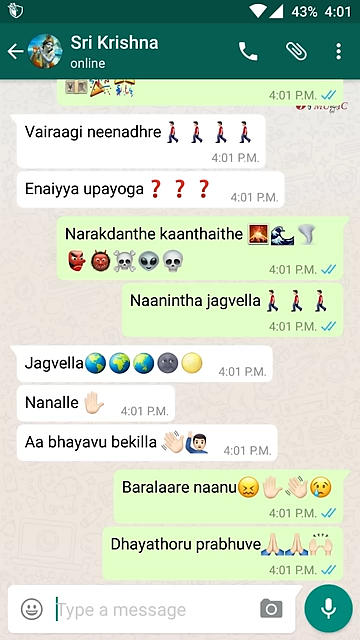 43% 4:01
Sri Krishna
online
4:01 P.M.
MUSIC
Vairaagi neenadhre 🚶🚶🚶🚶
4:01 P.M.
Enaiyya upayoga❓❓❓ 4:01 P.M.
Narakdanthe kaanthaithe 🌋🌊🌪
👺👹☠👽💀 4:01 P.M.
Naanintha jagvella 🚶🚶🚶
4:01 P.M.
Jagvella🌎🌍🌏🌚🌕 4:01 P.M.
Nanalle ✋🏻 4:01 P.M.
Aa bhayavu bekilla 👋🏻🙋🏻‍♂️ 4:01 P.M.
Baralaare naanu😖✋🏻👋🏻😢
4:01 P.M.
Dhayathoru prabhuve🙏🏻🙏🏻🙌🏻
4:01 P.M.
Type a message